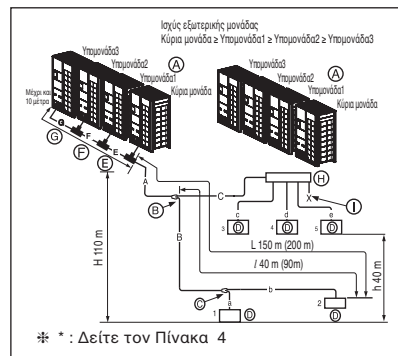 Ισχύς εξωτερικής μονάδας
Κύρια μονάδα ≥ Υπομονάδα1 ≥ Υπομονάδα2 ≥ Υπομονάδα3
Υπομονάδα3
Υπομονάδα2
Υπομονάδα1
Κύρια μονάδα
A
Υπομονάδα3
Υπομονάδα2
Υπομονάδα1
Κύρια
μονάδα
A
Μέχρι και
10 μέτρα
G
F
E
G
F
E
A
B
C
H
X
I
c
d
e
3 D
4 D
5 D
H 110 m
B
L 150 m (200 m)
l 40 m (90m)
h 40 m
C
a
b
1 D
2
D
※ * : Δείτε τον Πίνακα 4